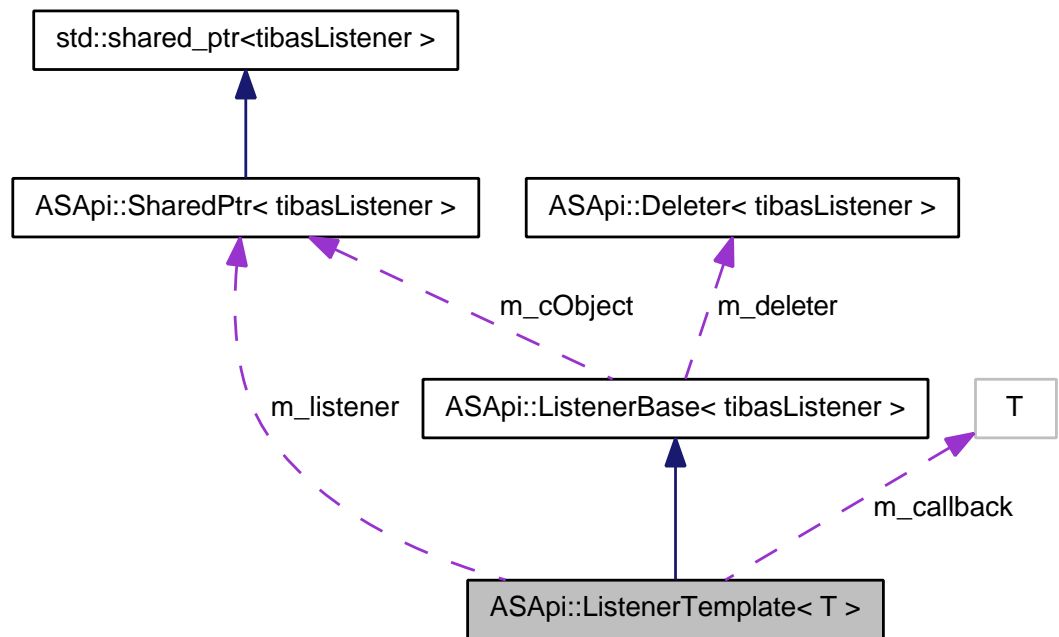 std::shared_ptr<tibasListener >
ASApi::SharedPtr< tibasListener >
ASApi::Deleter< tibasListener >
m_cObject
m_deleter
m_listener
ASApi::ListenerBase< tibasListener >
T
m_callback
ASApi::ListenerTemplate< T >